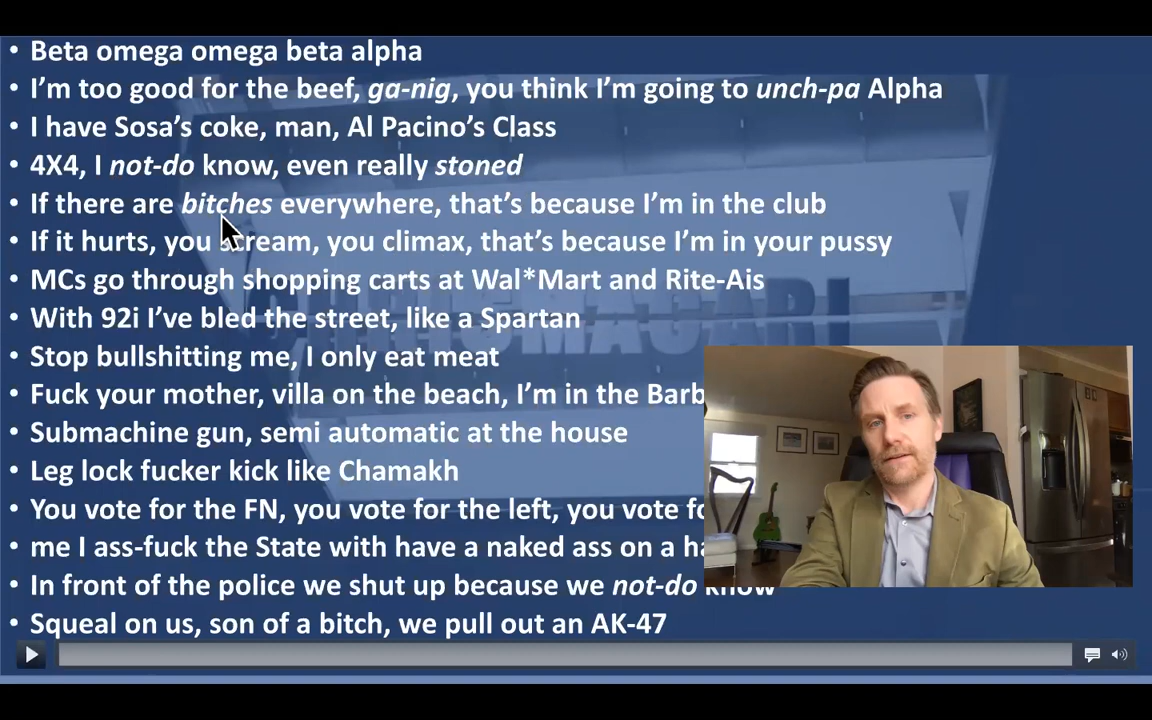 • Beta omega omega beta alpha
• I'm too good for the beef, ga-nig, you think I'm going to unch-pa Alpha
• I have Sosa's coke, man, Al Pacino's Class
• 4X4, I not-do know, even really stoned
• If there are bitches everywhere, that's because I'm in the club
• If it hurts, you scream, you climax, that's because I'm in your pussy
• MCs go through shopping carts at Wal*Mart and Rite-Ais
• With 92i I've bled the street, like a Spartan
• Stop bullshitting me, I only eat meat
• Fuck your mother, villa on the beach, I'm in the
• Submachine gun, semi automatic at the house
• Leg lock fucker kick like Chamakh
• You vote for the FN, you vote for the left, you vote
• me I ass-fuck the State with have a naked ass on a
• In front of the police we shut up because we not-do know
• Squeal on us, son of a bitch, we pull out an AK-47